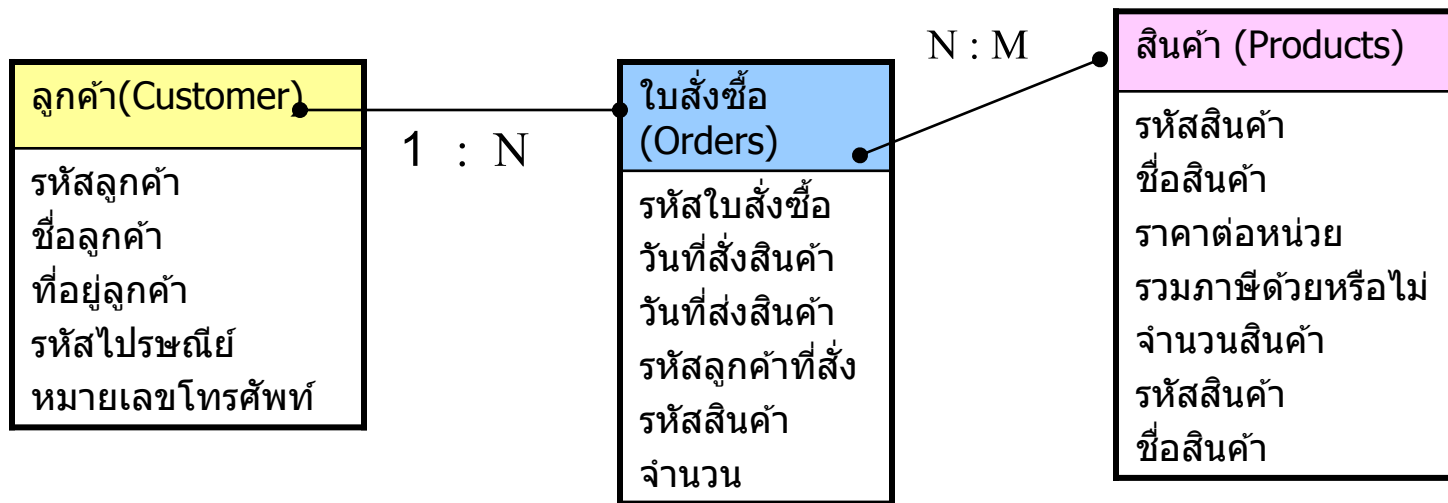 ลูกค้า(Customer)
รหัสลูกค้า
ชื่อลูกค้า
ที่อยู่ลูกค้า
รหัสไปรษณีย์
หมายเลขโทรศัพท์
1 : N
ใบสั่งซื้อ
(Orders)
รหัสใบสั่งซื้อ
วันที่สั่งสินค้า
วันที่ส่งสินค้า
รหัสลูกค้าที่สั่ง
รหัสสินค้า
จำนวน
N : M
สินค้า (Products)
รหัสสินค้า
ชื่อสินค้า
ราคาต่อหน่วย
รวมภาษีด้วยหรือไม่
จำนวนสินค้า
รหัสสินค้า
ชื่อสินค้า